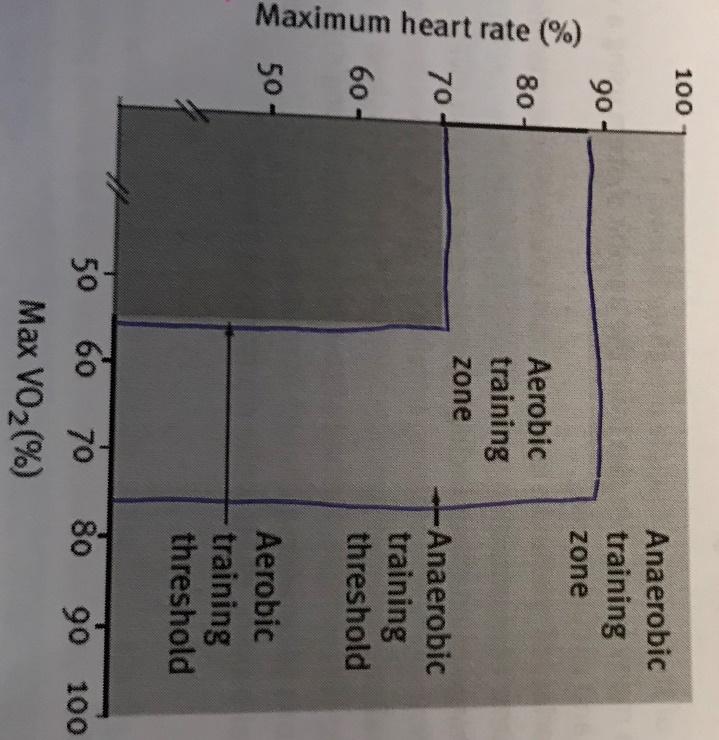 Maximum heart rate (%)
100
90
80
70
60
50
Anaerobic
training
zone
Aerobic
training
zone
Anaerobic
training
threshold
Aerobic
training
threshold
50
60
70
80
90
100
Max VO₂(%)